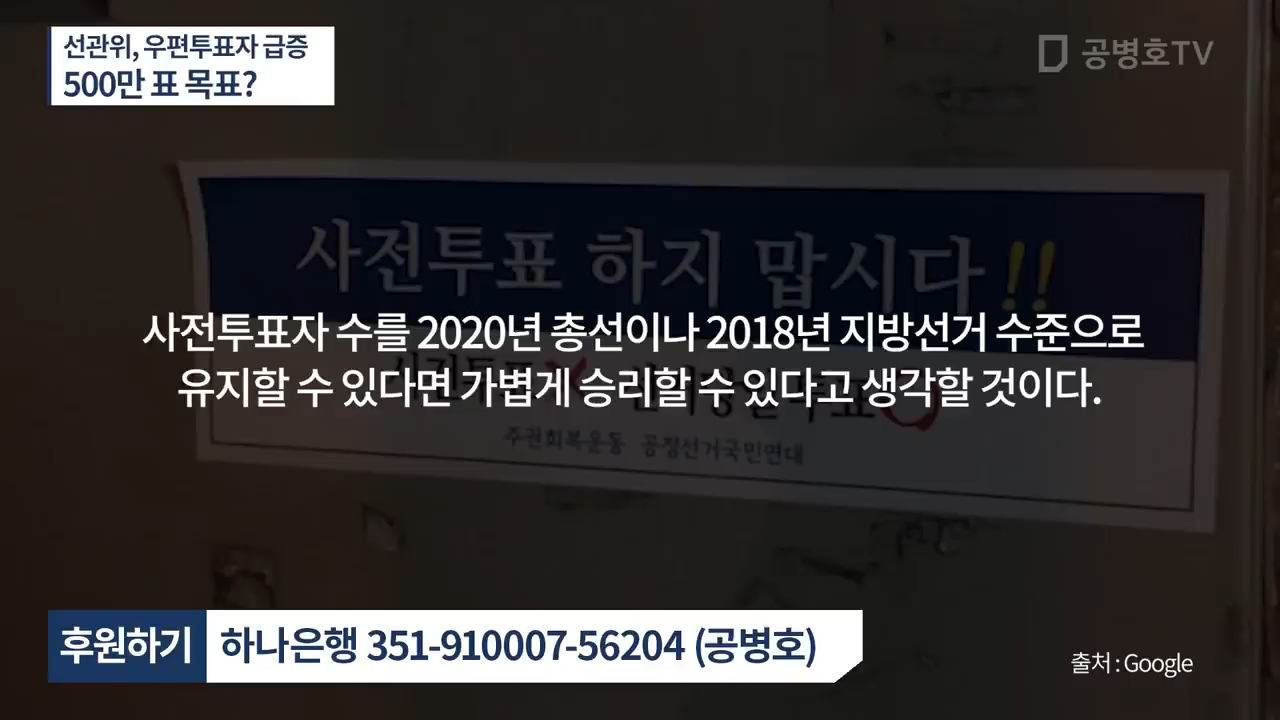 선관위, 우편투표자 급증
500만 표 목표?
공병호TV
사전투표 하지 맙시다!!
사전투표자 수를 2020년 총선이나 2018년 지방선거 수준으로
유지할 수 있다면 가볍게 승리할 수 있다고 생각할 것이다.
주권회복운동 공정선거국민연대
후원하기 하나은행 351-910007-56204 (공병호)
출처 : Google